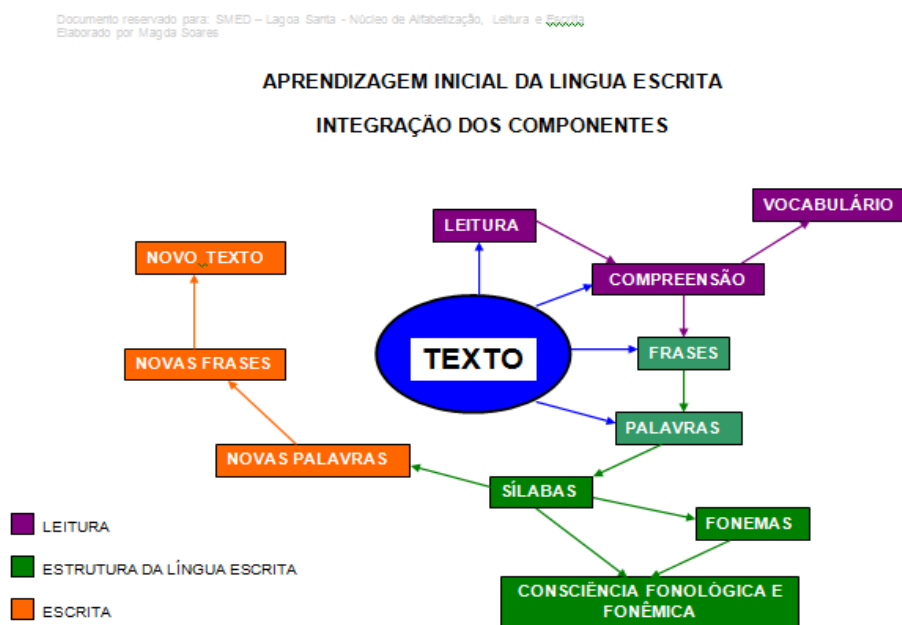 Documento reservado para: SMED – Lagoa Santa - Núcleo de Alfabetização, Leitura e Escrita
Elaborado por Magda Soares
APRENDIZAGEM INICIAL DA LINGUA ESCRITA
INTEGRAÇÃO DOS COMPONENTES
VOCABULÁRIO
LEITURA
NOVO TEXTO
COMPREENSÃO
TEXTO
FRASES
NOVAS FRASES
PALAVRAS
NOVAS PALAVRAS
SÍLABAS
FONEMAS
CONSCIÊNCIA FONOLÓGICA E
FONÊMICA
LEITURA
ESTRUTURA DA LÍNGUA ESCRITA
ESCRITA